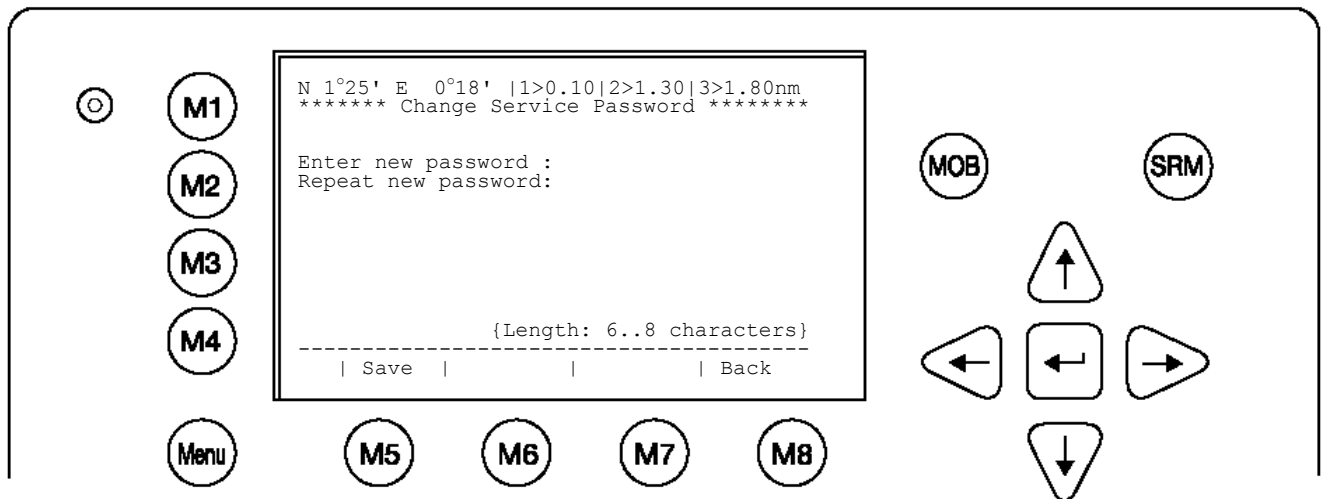 M1
M2
M3
M4
Menu
N 1°25' E 0°18' |1>0.10|2>1.30|3>1.80nm
******* Change Service Password ********
Enter new password :
Repeat new password:
{Length: 6..8 characters}
----------------------------------------
| Save | | | Back
M5
M6
M7
M8
MOB
SRM